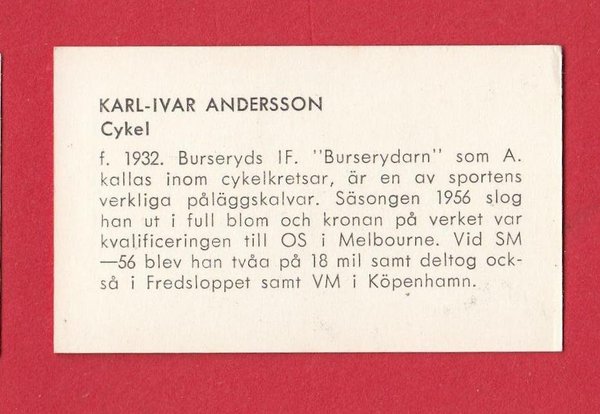 KARL-IVAR ANDERSSON
Cykel
f. 1932. Burseryds IF. "Burserydarn" som A.
kallas inom cykelkretsar, är en av sportens
verkliga påläggskalvar. Säsongen 1956 slog
han ut i full blom och kronan på verket var
kvalificeringen till OS i Melbourne. Vid SM
—56 blev han tvåa på 18 mil samt deltog ock-
så i Fredsloppet samt VM i Köpenhamn.